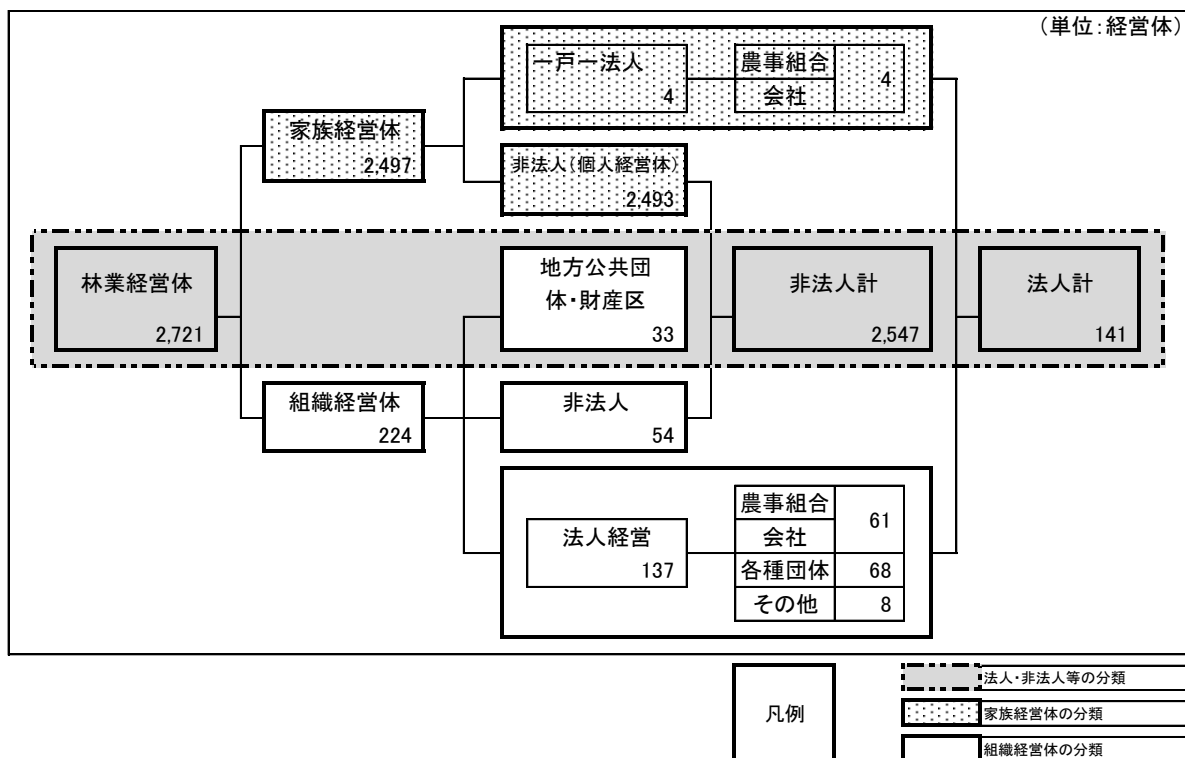 (単位:経営体)
一戸一法人
4
農事組合
会社
4
家族経営体
2,497
非法人(個人経営体)
2,493
林業経営体
2,721
地方公共団
体・財産区
33
非法人計
2,547
法人計
141
組織経営体
224
非法人
54
法人経営
137
農事組合
会社
61
各種団体
68
その他
8
凡例
法人・非法人等の分類
家族経営体の分類
組織経営体の分類